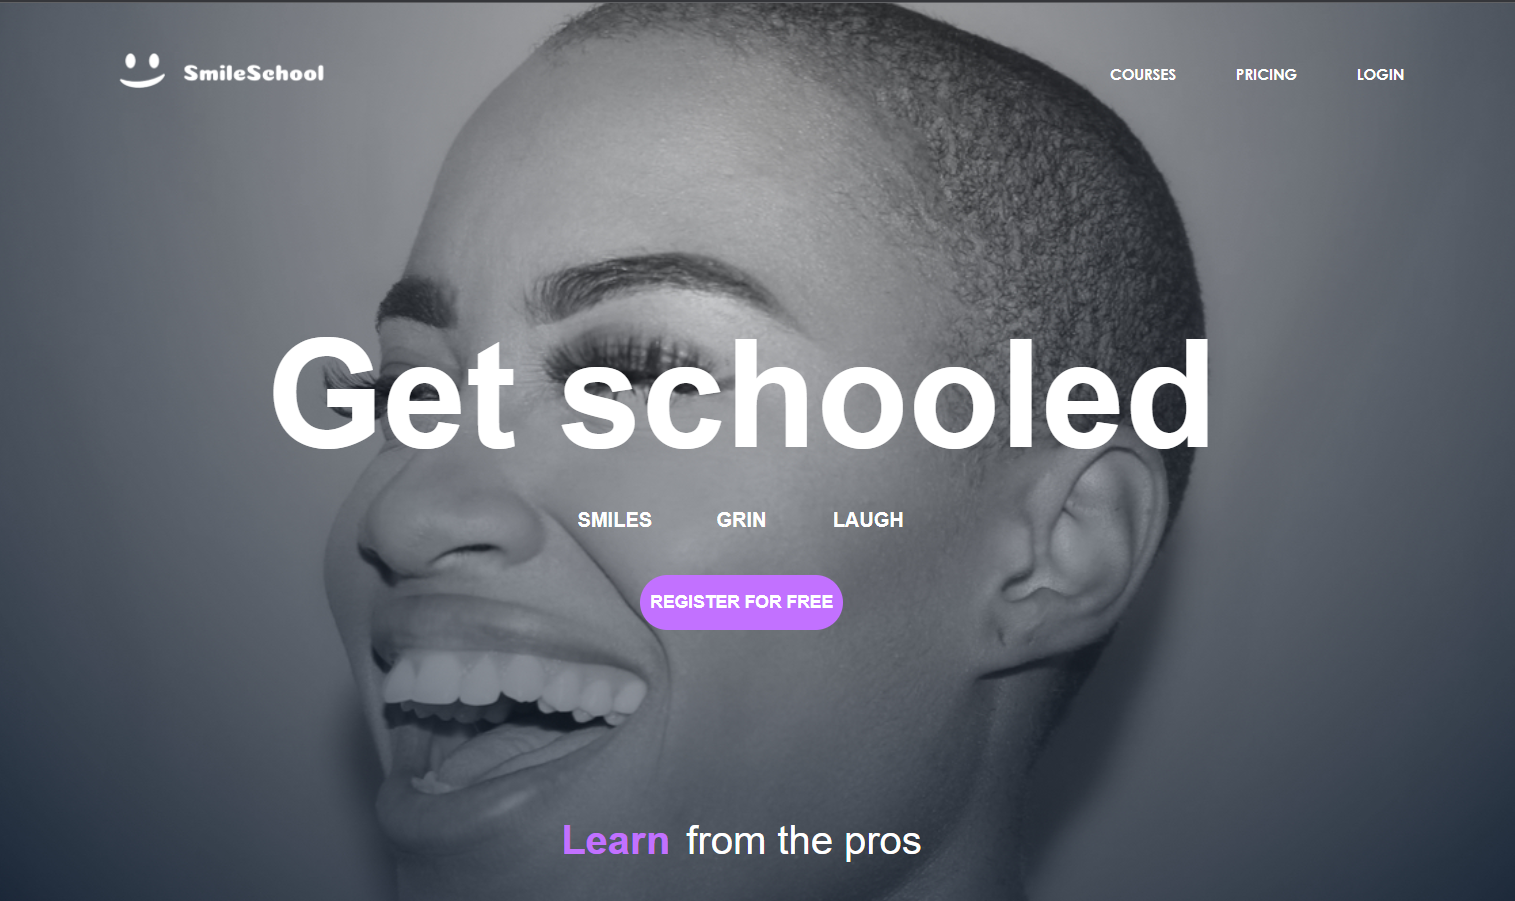 SmileSchool
COURSES PRICING LOGIN
Get schooled
SMILES GRIN LAUGH
REGISTER FOR FREE
Learn from the pros